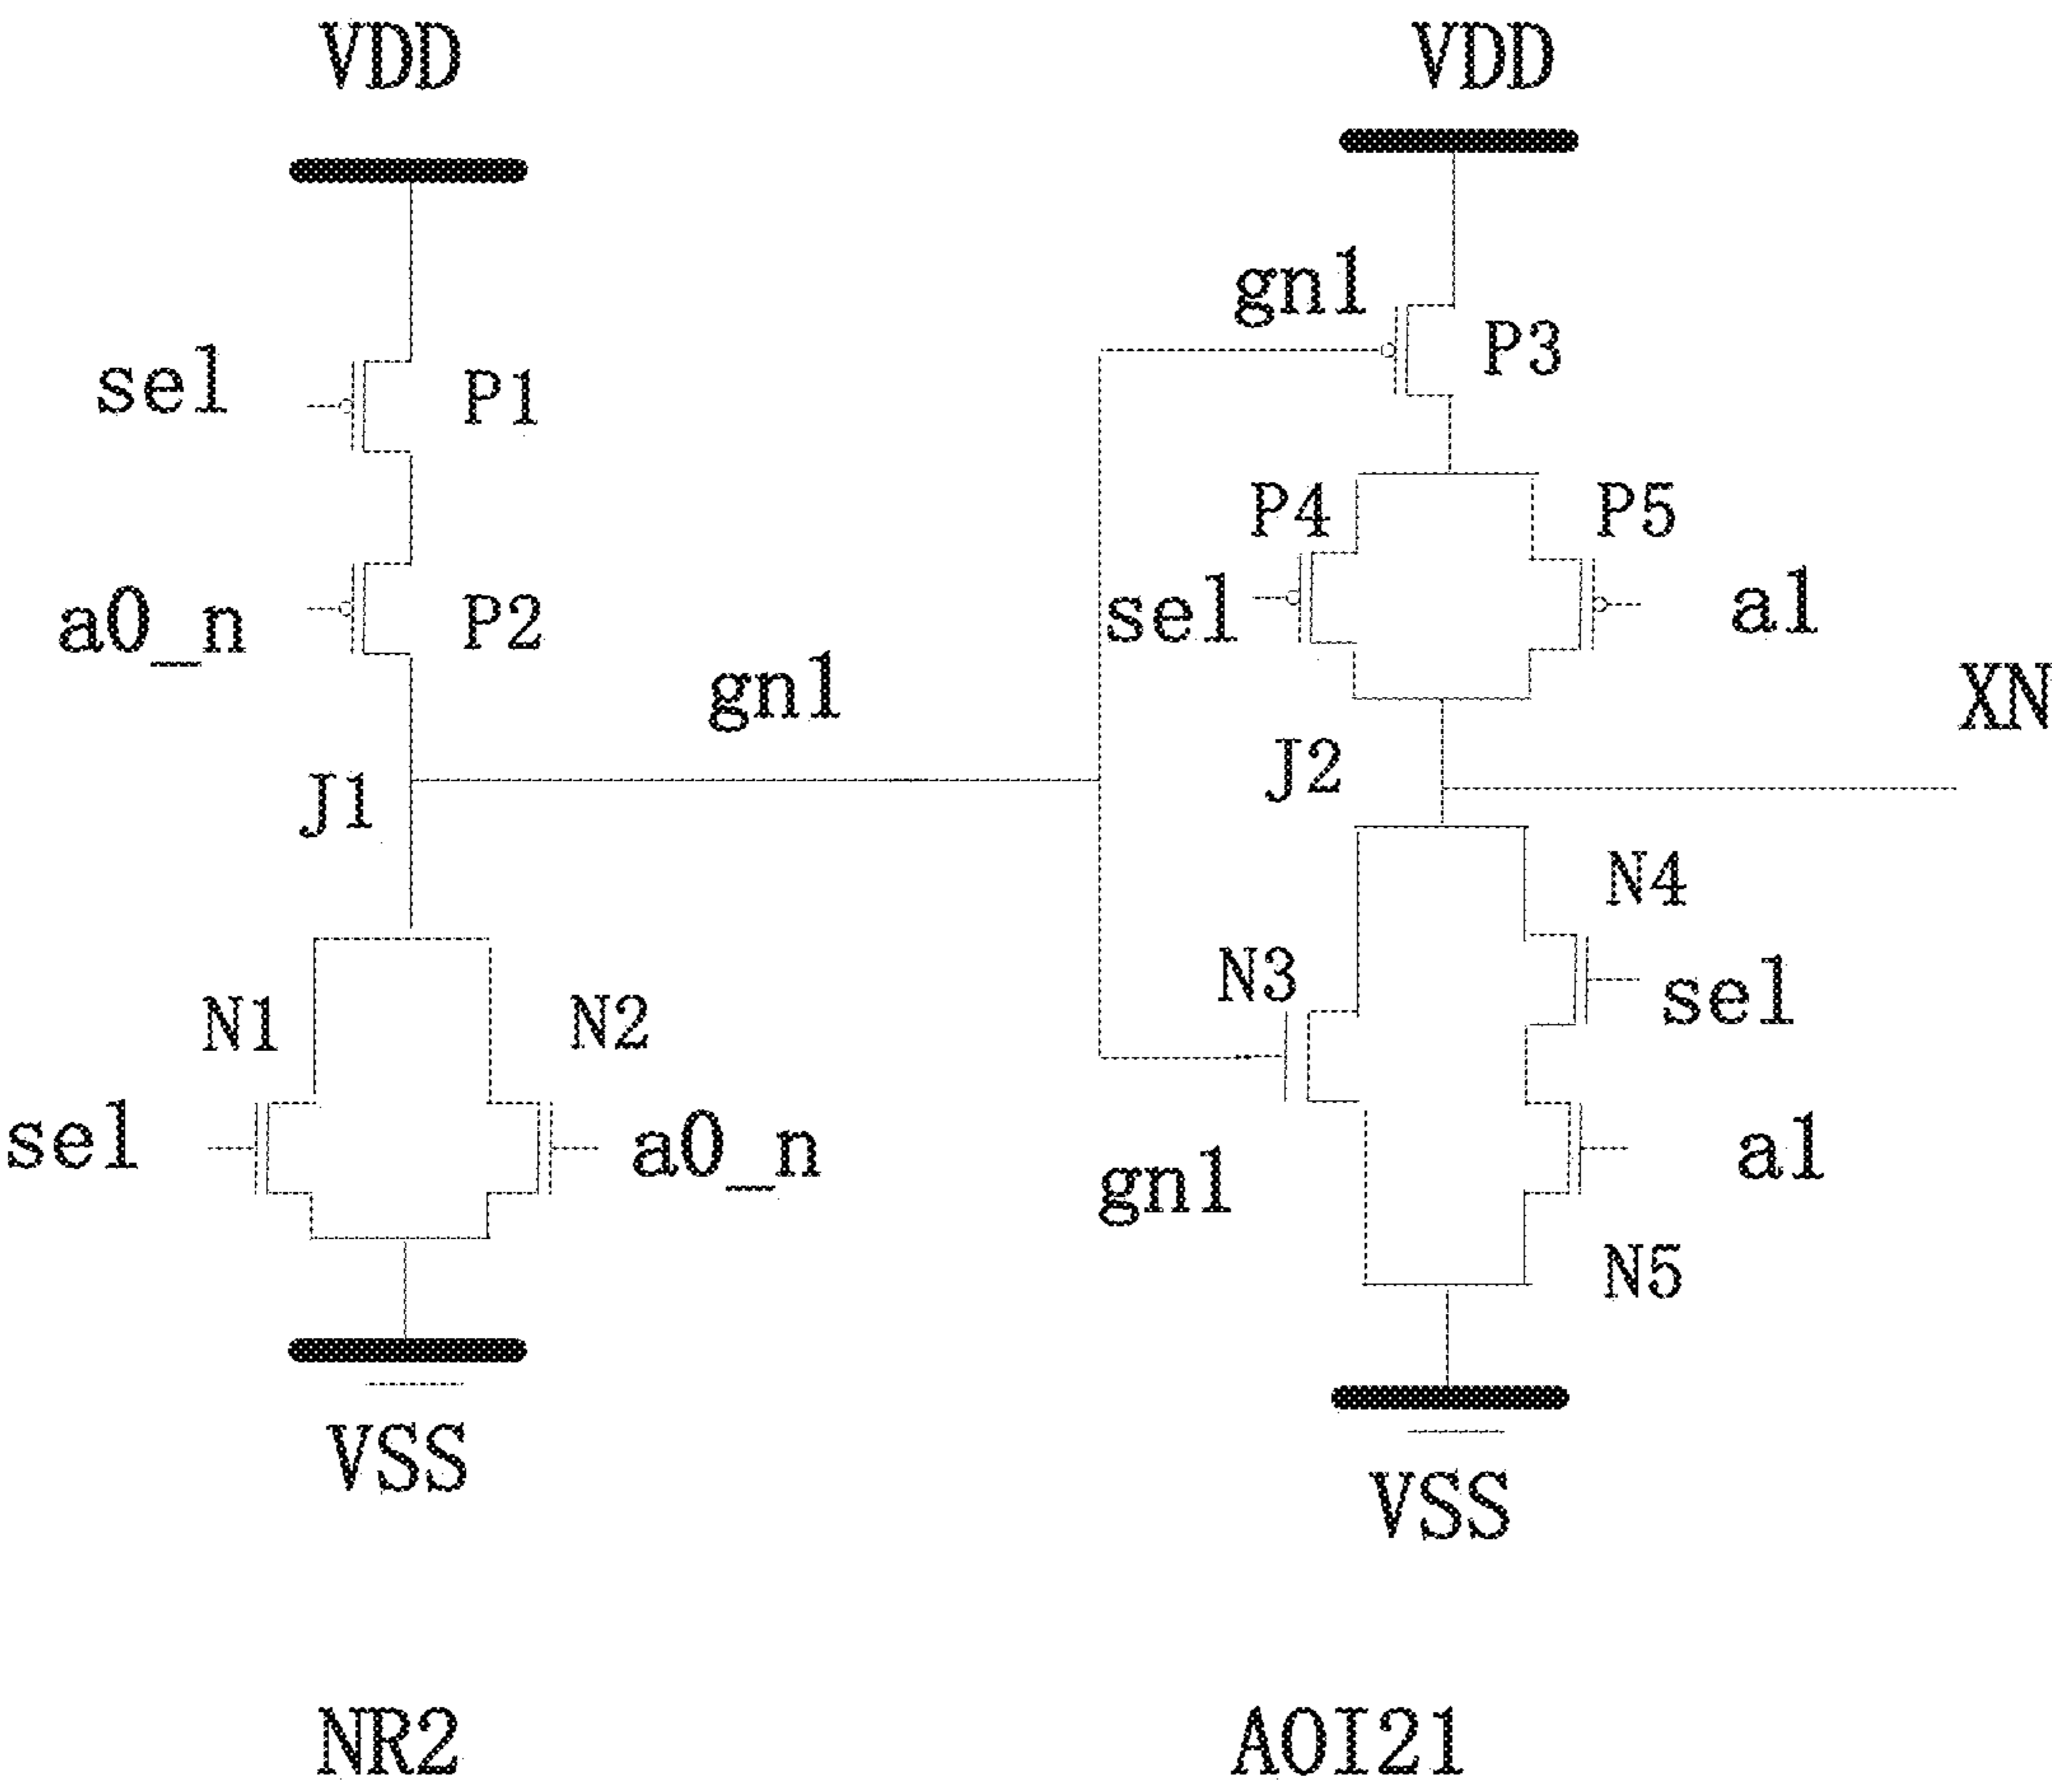 VDD
VDD
gn1
P3
sel
P1
P4
P5
a0_n
P2
sel
a1
gn1
XN
J1
J2
N4
N1
N2
N3
sel
sel
a0_n
gn1
a1
N5
VSS
VSS
NR2
AOI21